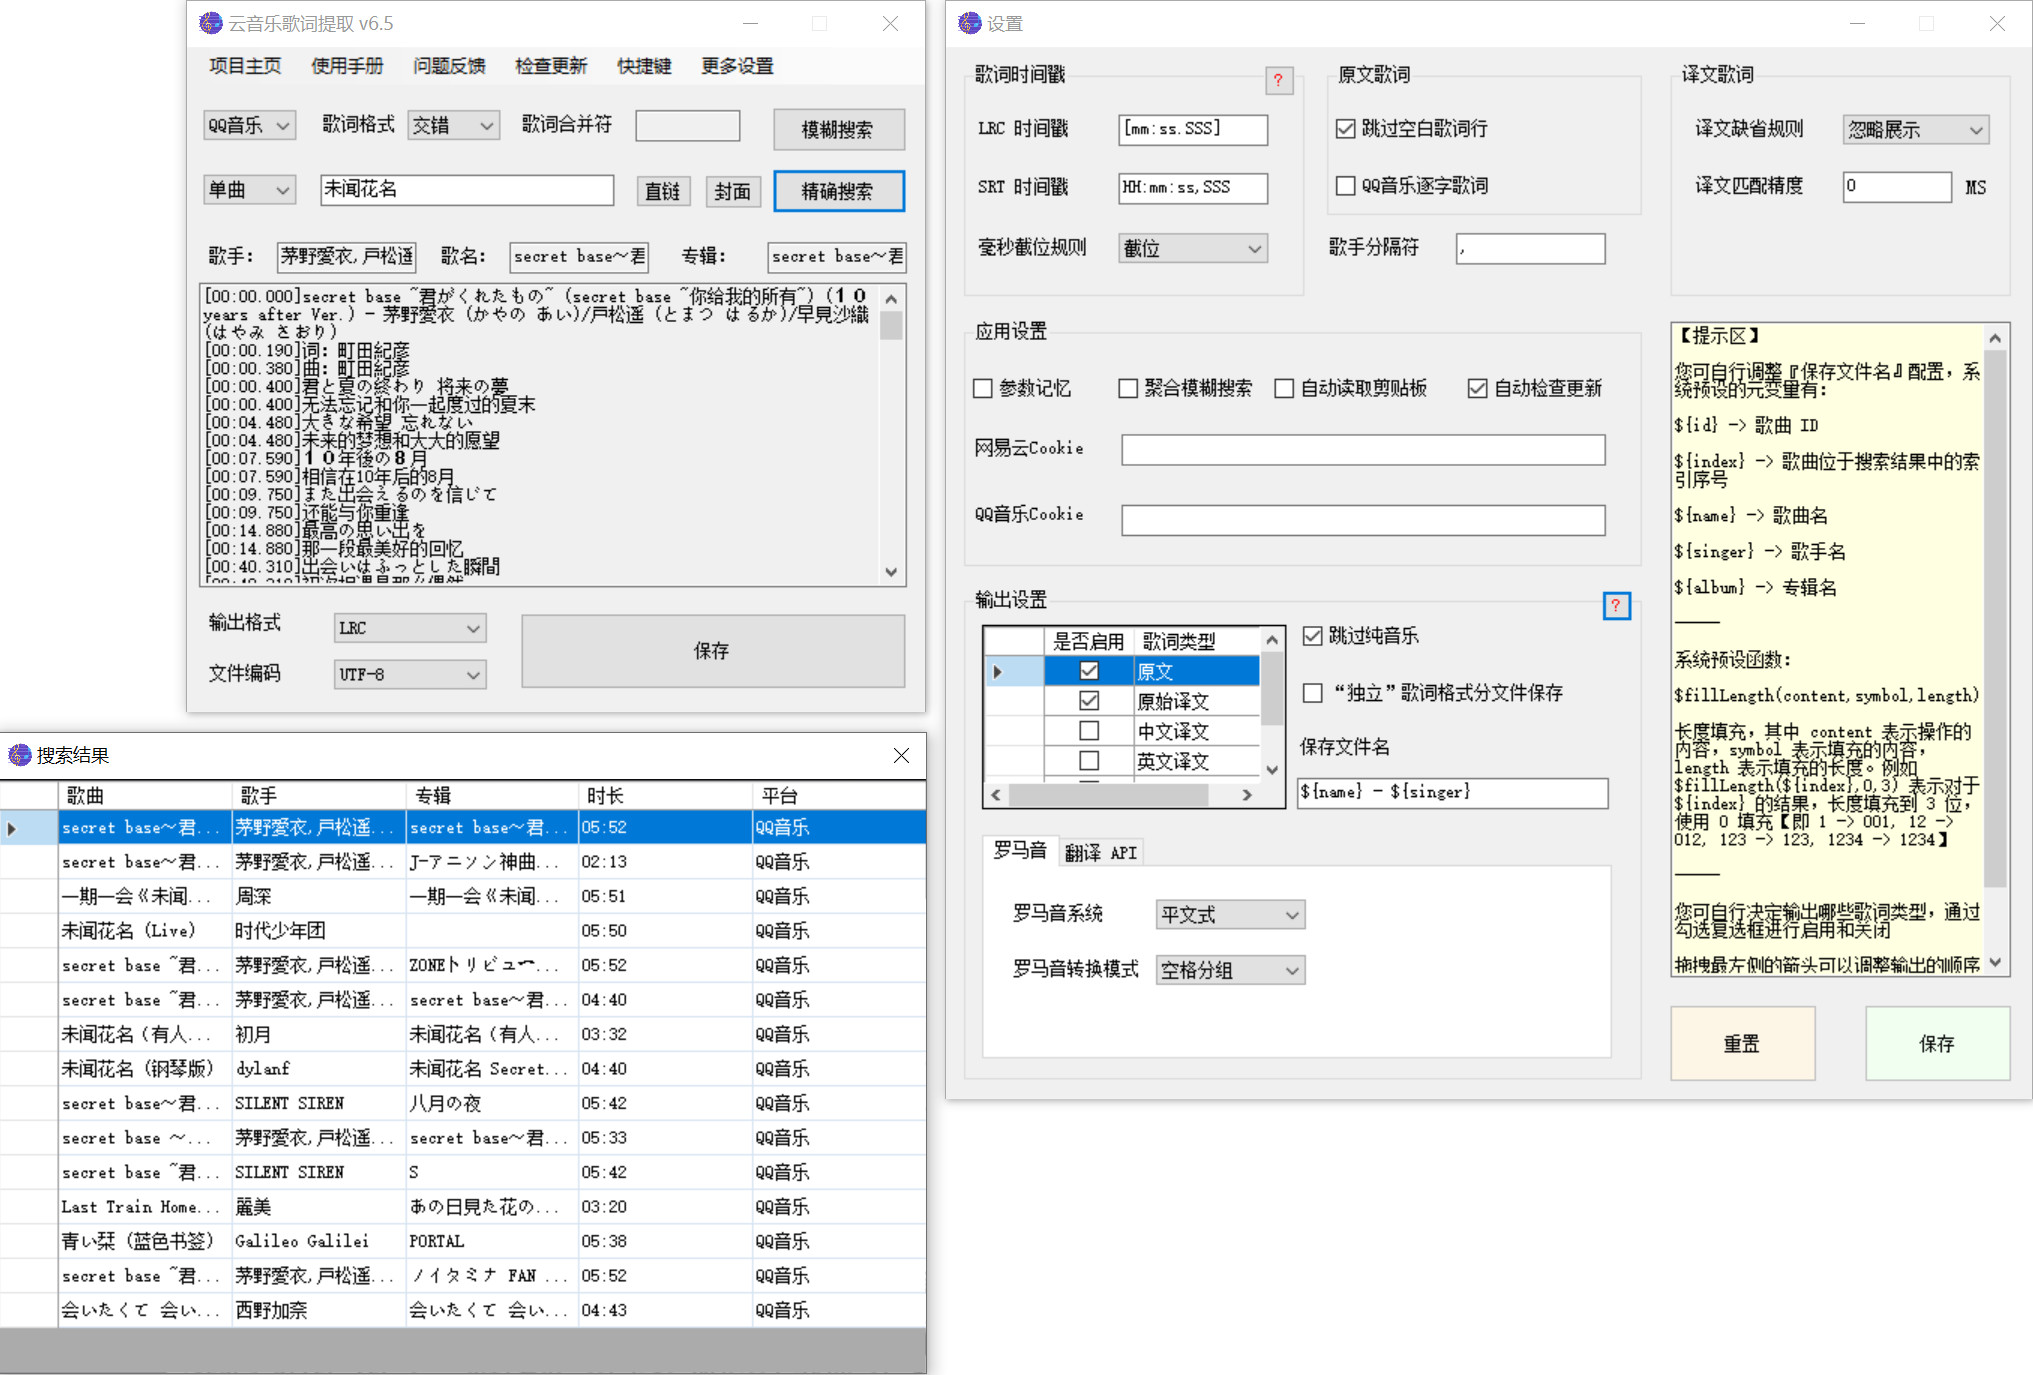 云音乐歌词提取 v6.5
项目主页 使用手册 问题反馈 检查更新 快捷键 更多设置
QQ音乐 歌词格式 交错 歌词合并符 模糊搜索
单曲 未闻花名 直链 封面 精确搜索
歌手： 茅野愛衣,戸松遥 歌名： secret base～君 专辑： secret base～君
[00:00.000]secret base ~君がくれたもの~ (secret base ~你给我的所有~) (１０
years after Ver.) - 茅野愛衣 (かやの あい)/戸松遥 (とまつ はるか)/早見沙織
(はやみ さおり)
[00:00.190]词：町田紀彦
[00:00.380]曲：町田紀彦
[00:00.400]君と夏の終わり 将来の夢
[00:00.400]无法忘记和你一起度过的夏末
[00:04.480]大きな希望 忘れない
[00:04.480]未来的梦想和大大的愿望
[00:07.590]１０年後の８月
[00:07.590]相信在10年后的8月
[00:09.750]また出会えるのを信じて
[00:09.750]还能与你重逢
[00:14.880]最高の思い出を
[00:14.880]那一段最美好的回忆
[00:40.310]出会いはふっとした瞬間
输出格式 LRC
文件编码 UTF-8
保存
搜索结果
歌曲 歌手 专辑 时长 平台
secret base～君... 茅野愛衣,戸松遥... secret base～君... 05:52 QQ音乐
secret base～君... 茅野愛衣,戸松遥... J-アニソン神曲... 02:13 QQ音乐
一期一会《未闻... 周深 一期一会《未闻... 05:51 QQ音乐
未闻花名 (Live) 时代少年团 05:50 QQ音乐
secret base ~君... 茅野愛衣,戸松遥... ZONEトリビュー... 05:52 QQ音乐
secret base ~君... 茅野愛衣,戸松遥... secret base～君... 04:40 QQ音乐
未闻花名（有人... 初月 未闻花名（有人... 03:32 QQ音乐
未闻花名 (钢琴版) dylanf 未闻花名 Secret... 04:40 QQ音乐
secret base～君... SILENT SIREN 八月の夜 05:42 QQ音乐
secret base ～... 茅野愛衣,戸松遥... secret base～君... 05:33 QQ音乐
secret base ~君... SILENT SIREN S 05:42 QQ音乐
Last Train Home... 麗美 あの日見た花の... 03:20 QQ音乐
青い栞 (蓝色书签) Galileo Galilei PORTAL 05:38 QQ音乐
secret base ~君... 茅野愛衣,戸松遥... ノイタミナ FAN ... 05:52 QQ音乐
会いたくて 会い... 西野加奈 会いたくて 会い... 04:43 QQ音乐
设置
歌词时间戳 ?
LRC 时间戳 [mm:ss.SSS]
SRT 时间戳 HH:mm:ss,SSS
毫秒截位规则 截位
原文歌词
跳过空白歌词行
QQ音乐逐字歌词
歌手分隔符 ,
译文歌词
译文缺省规则 忽略展示
译文匹配精度 0 MS
应用设置
参数记忆 聚合模糊搜索 自动读取剪贴板 自动检查更新
网易云Cookie
QQ音乐Cookie
输出设置 ?
是否启用 歌词类型
原文
原始译文
中文译文
英文译文
跳过纯音乐
“独立”歌词格式分文件保存
保存文件名
${name} - ${singer}
罗马音 翻译 API
罗马音系统 平文式
罗马音转换模式 空格分组
【提示区】
您可自行调整『保存文件名』配置，系
统预设的元变量有：
${id} -> 歌曲 ID
${index} -> 歌曲位于搜索结果中的索
引序号
${name} -> 歌曲名
${singer} -> 歌手名
${album} -> 专辑名
系统预设函数：
$fillLength(content,symbol,length)
长度填充，其中 content 表示操作的
内容，symbol 表示填充的内容，
length 表示填充的长度。例如
$fillLength(${index},0,3) 表示对于
${index} 的结果，长度填充到 3 位，
使用 0 填充【即 1 -> 001, 12 ->
012, 123 -> 123, 1234 -> 1234】
您可自行决定输出哪些歌词类型，通过
勾选复选框进行启用和关闭
拖拽最左侧的箭头可以调整输出的顺序
重置 保存